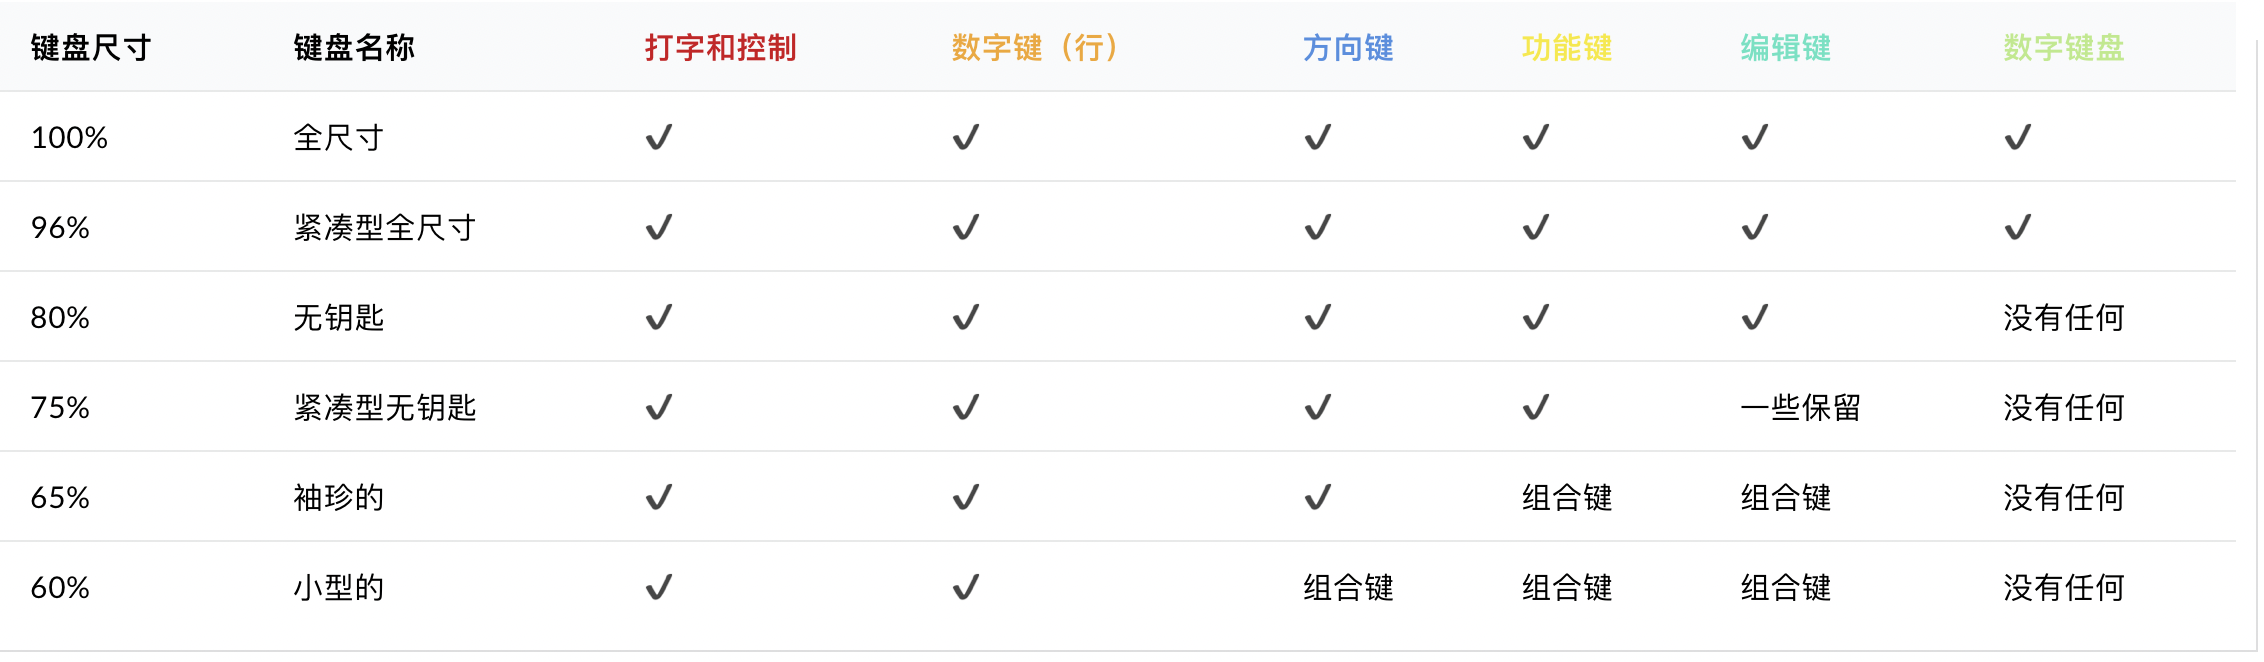 键盘尺寸 键盘名称 打字和控制 数字键（行） 方向键 功能键 编辑键 数字键盘
100% 全尺寸 ✓ ✓ ✓ ✓ ✓ ✓
96% 紧凑型全尺寸 ✓ ✓ ✓ ✓ ✓ ✓
80% 无钥匙 ✓ ✓ ✓ ✓ ✓ 没有任何
75% 紧凑型无钥匙 ✓ ✓ ✓ ✓ 一些保留 没有任何
65% 袖珍的 ✓ ✓ ✓ 组合键 组合键 没有任何
60% 小型的 ✓ ✓ 组合键 组合键 组合键 没有任何